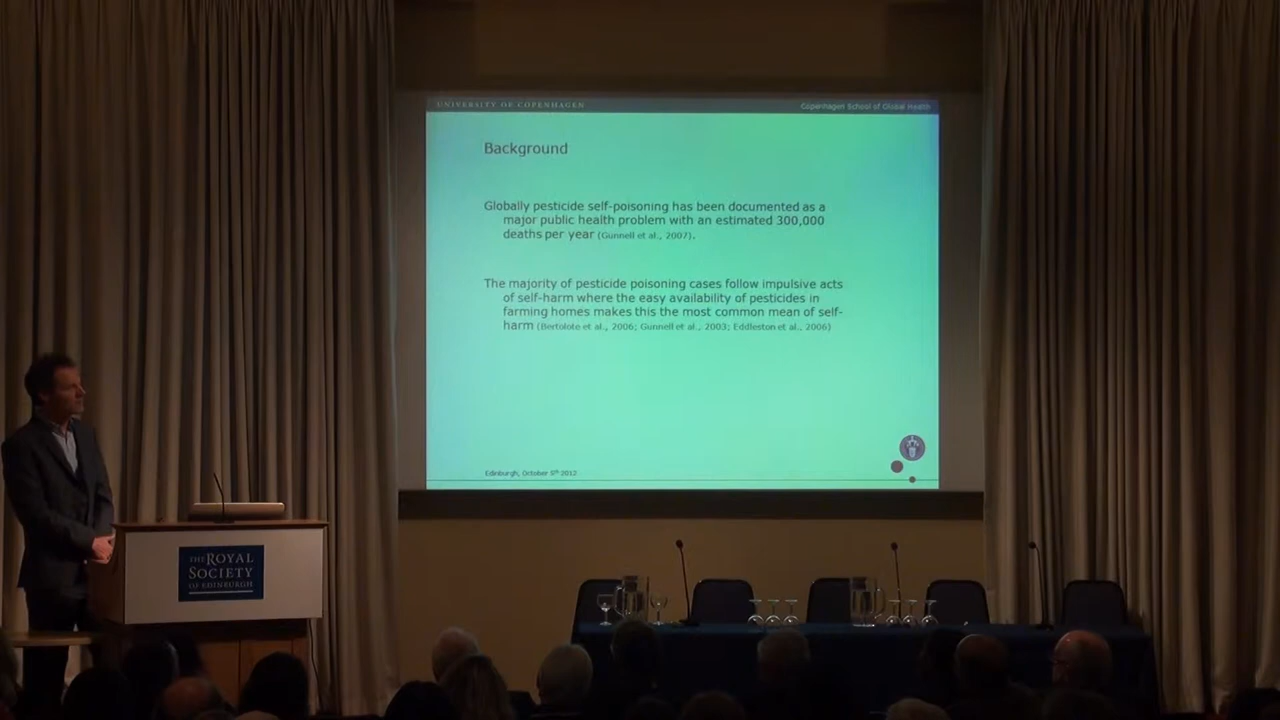 UNIVERSITY OF COPENHAGEN
Copenhagen School of Global Health
Background
Globally pesticide self-poisoning has been documented as a
major public health problem with an estimated 300,000
deaths per year (Gunnell et al., 2007).
The majority of pesticide poisoning cases follow impulsive acts
of self-harm where the easy availability of pesticides in
farming homes makes this the most common mean of self-
harm (Bertolote et al., 2006; Gunnell et al., 2003; Eddleston et al., 2006)
Edinburgh, October 5th 2012
THE ROYAL
SOCIETY
OF EDINBURGH